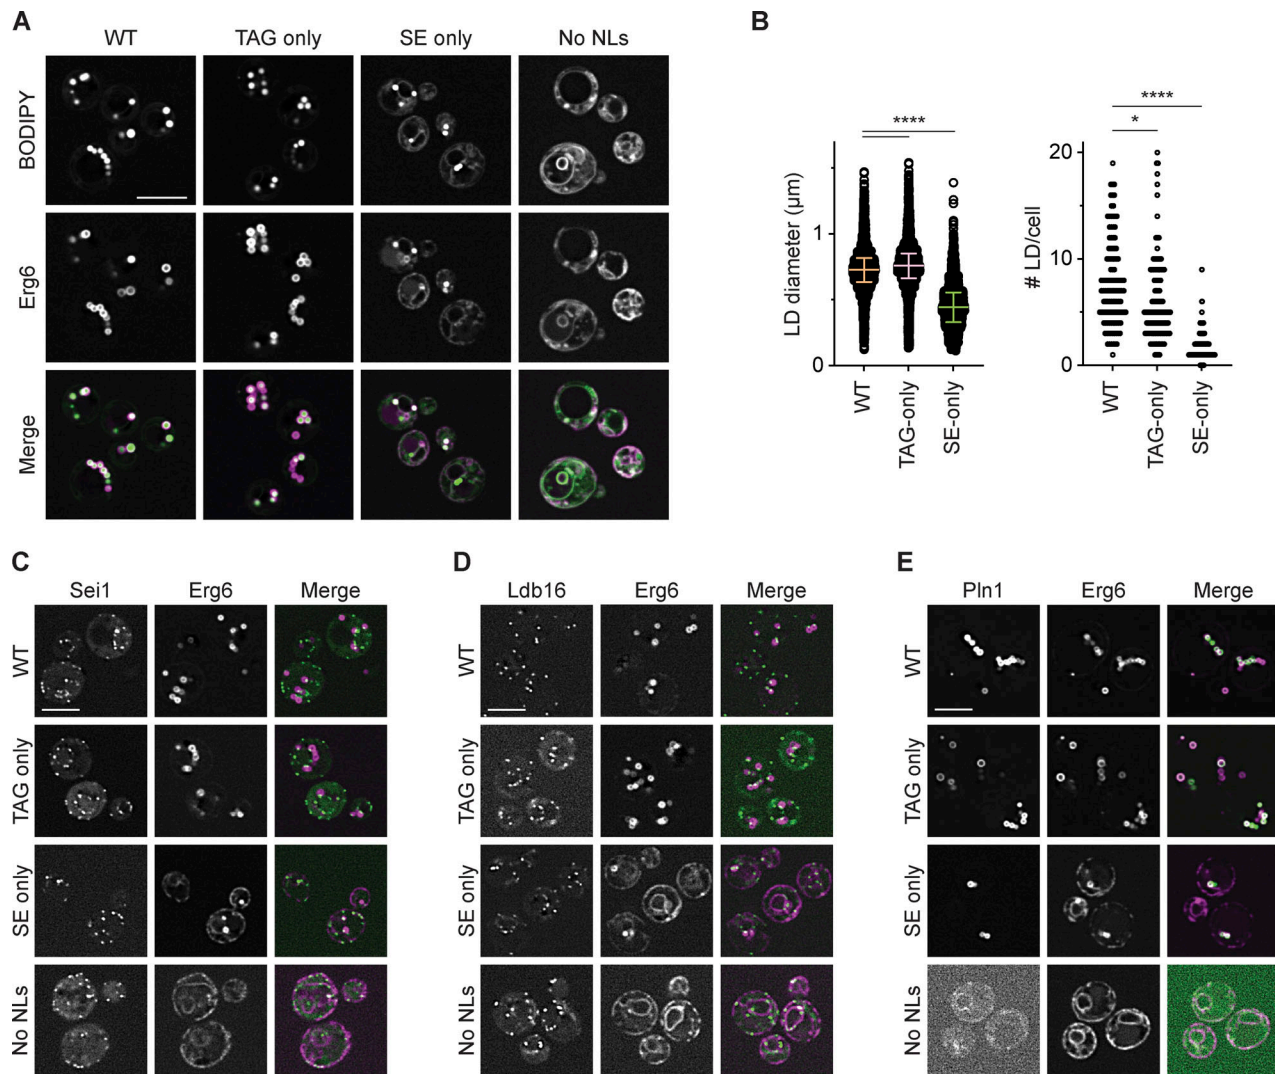 A
WT
TAG only
SE only
No NLs
BODIPY
Erg6
Merge
B
****
LD diameter (μm)
1
0
WT
TAG-only
SE-only
****
*
# LD/cell
20
10
0
WT
TAG-only
SE-only
C
Sei1
Erg6
Merge
WT
TAG only
SE only
No NLs
D
Ldb16
Erg6
Merge
WT
TAG only
SE only
No NLs
E
Pln1
Erg6
Merge
WT
TAG only
SE only
No NLs